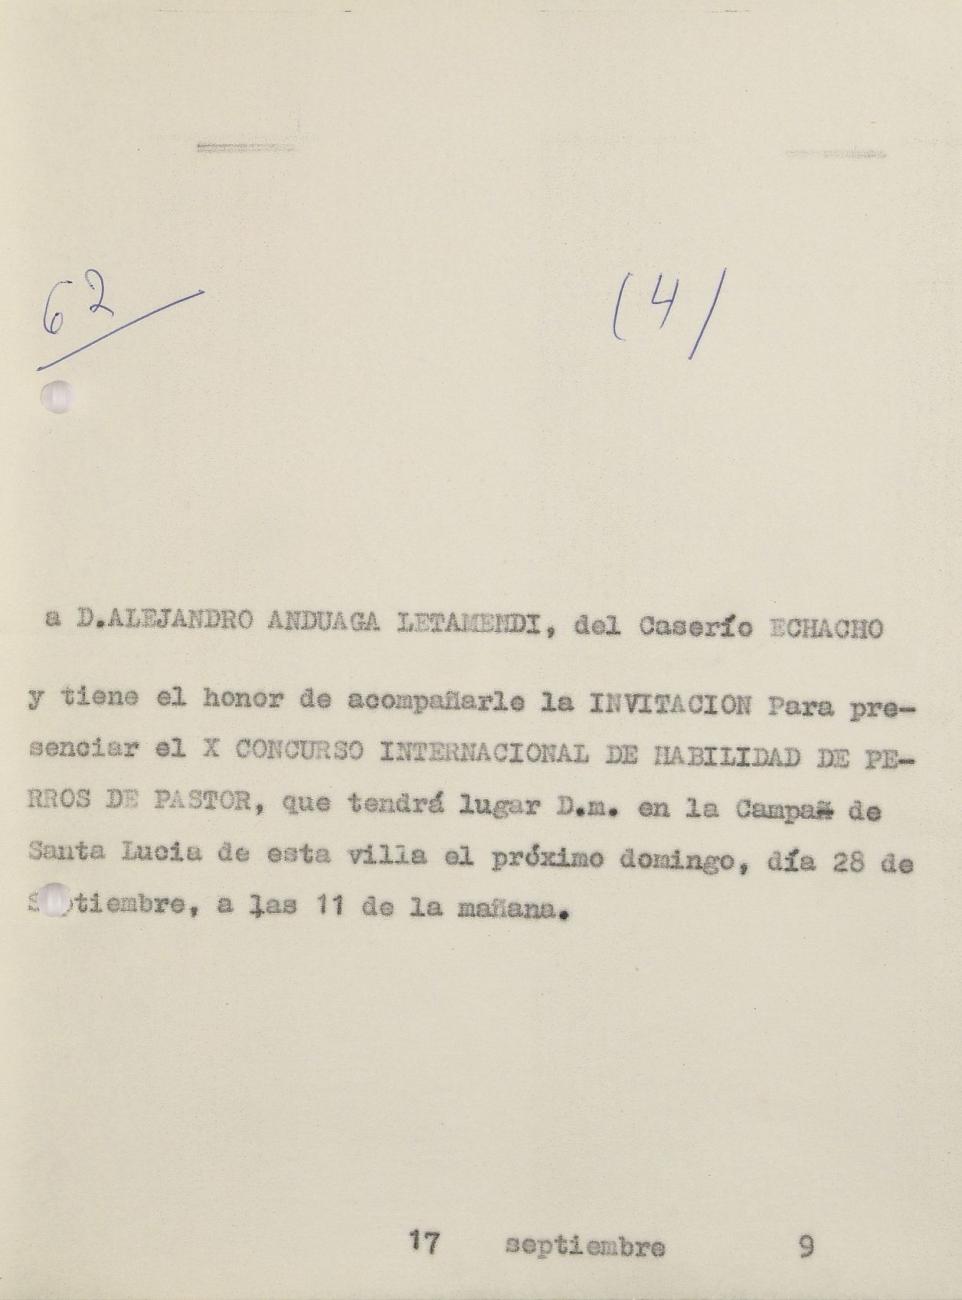 62 (4)
a D.ALEJANDRO ANDUAGA LETAMENDI, del Caserío ECHACHO
y tiene el honor de acompañarle la INVITACION Para pre-
senciar el X CONCURSO INTERNACIONAL DE HABILIDAD DE PE-
RROS DE PASTOR, que tendrá lugar D.m. en la Campa de
Santa Lucia de esta villa el próximo domingo, día 28 de
Septiembre, a las 11 de la mañana.
17 septiembre 9